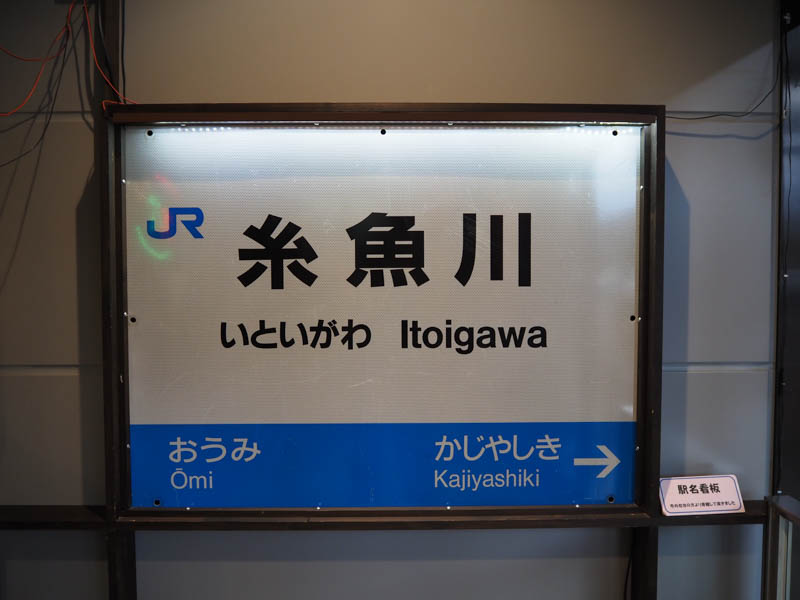 JR
糸魚川
いといがわ Itoigawa
おうみ かじやしき →
Ōmi Kajiyashiki
駅名看板